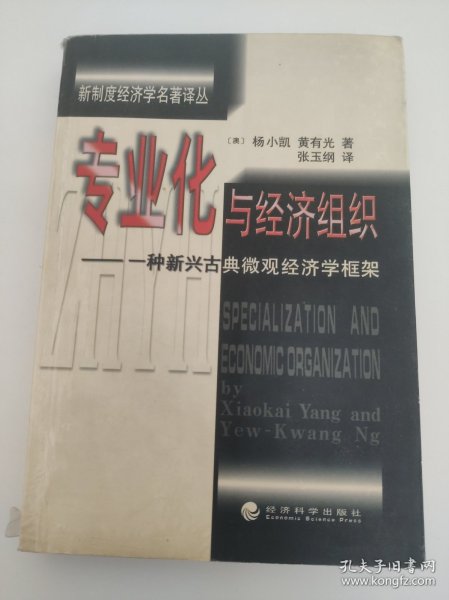 新制度经济学名著译丛
〔澳〕 杨小凯 黄有光 著
张玉纲 译
专业化与经济组织
——一种新兴古典微观经济学框架
SPECIALIZATION AND
ECONOMIC ORGANIZATION
by
Xiaokai Yang and
Yew-Kwang Ng
经济科学出版社
Economic Science Press
孔夫子旧书网
www.kongfz.com